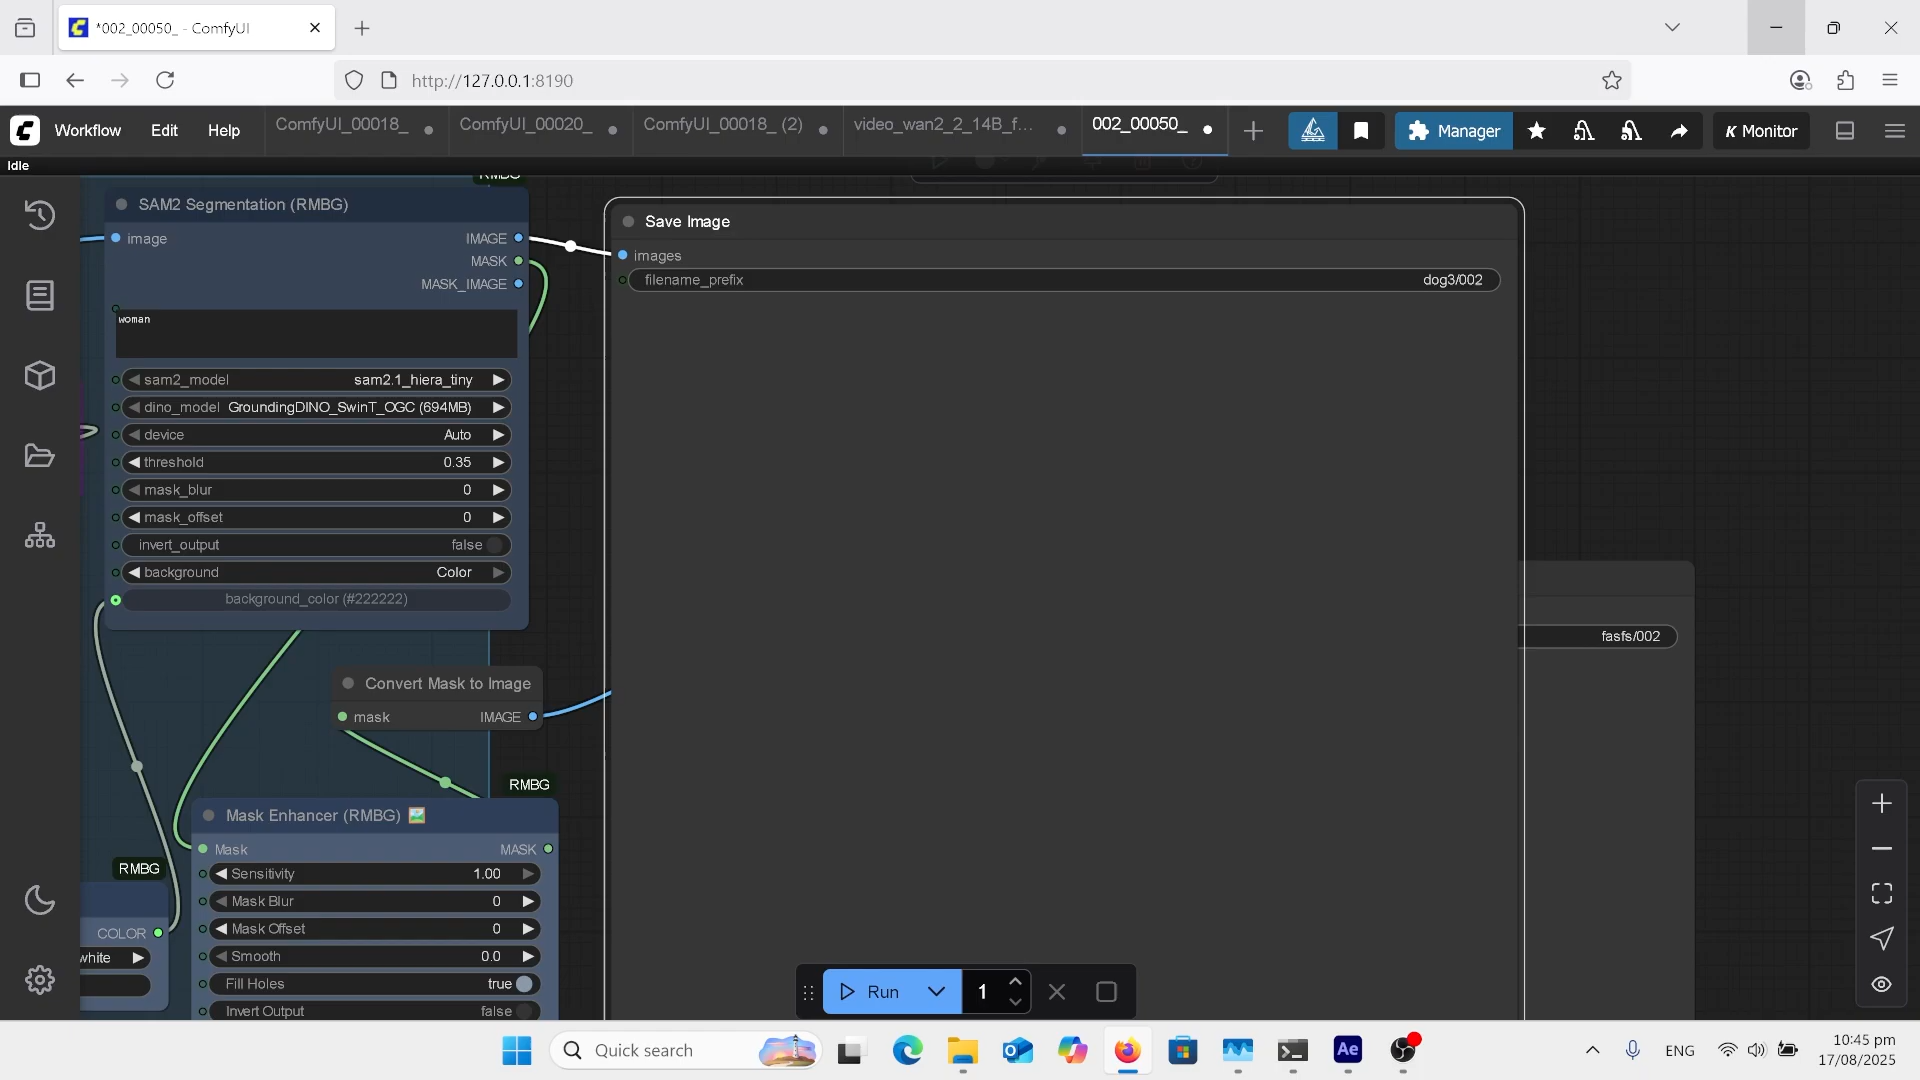 *002_00050_ - ComfyUI
http://127.0.0.1:8190
Workflow
Edit
Help
ComfyUI_00018_
ComfyUI_00020_
ComfyUI_00018_ (2)
video_wan2_2_14B_f...
002_00050_
Manager
K Monitor
Idle
RMBG
SAM2 Segmentation (RMBG)
image
IMAGE
MASK
MASK_IMAGE
woman
sam2_model
sam2.1_hiera_tiny
dino_model
GroundingDINO_SwinT_OGC (694MB)
device
Auto
threshold
0.35
mask_blur
0
mask_offset
0
invert_output
false
background
Color
background_color (#222222)
Save Image
images
filename_prefix
dog3/002
fasfs/002
Convert Mask to Image
mask
IMAGE
RMBG
Mask Enhancer (RMBG)
Mask
MASK
Sensitivity
1.00
Mask Blur
0
Mask Offset
0
Smooth
0.0
Fill Holes
true
Invert Output
false
RMBG
COLOR
white
Run
1
Quick search
Ae
ENG
10:45 pm
17/08/2025